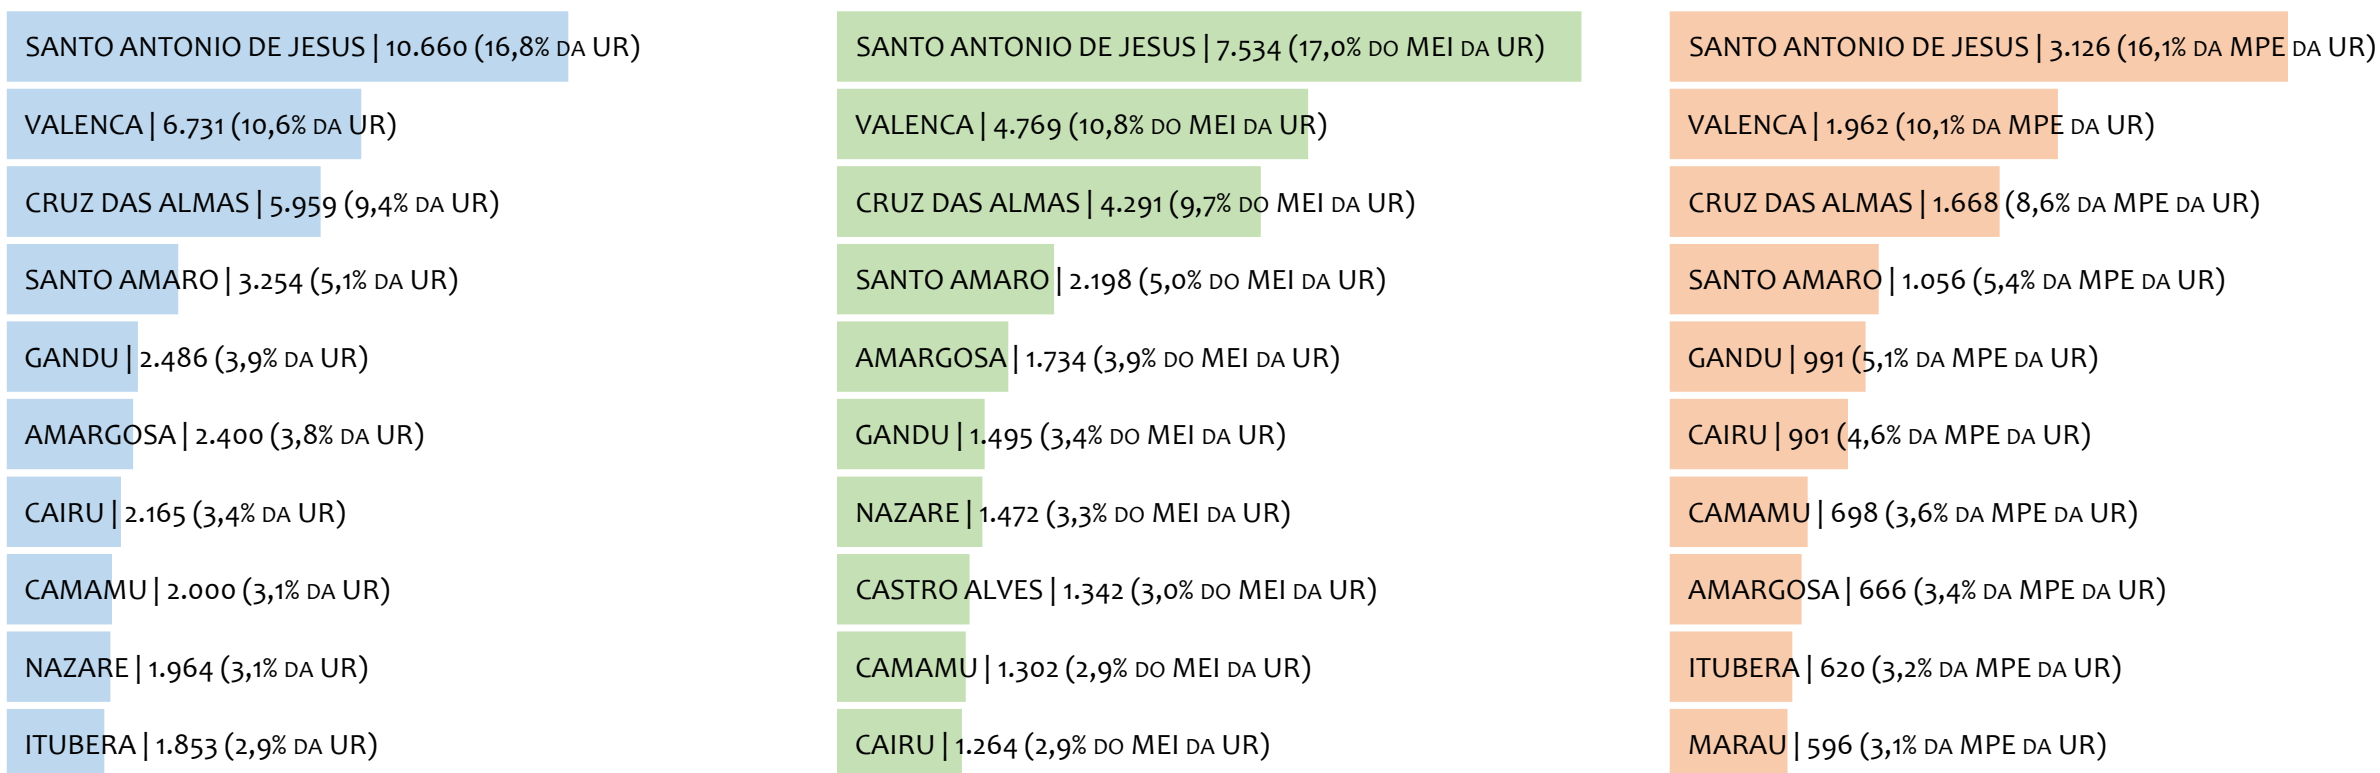 SANTO ANTONIO DE JESUS | 10.660 (16,8% DA UR)
VALENCA | 6.731 (10,6% DA UR)
CRUZ DAS ALMAS | 5.959 (9,4% DA UR)
SANTO AMARO | 3.254 (5,1% DA UR)
GANDU | 2.486 (3,9% DA UR)
AMARGOSA | 2.400 (3,8% DA UR)
CAIRU | 2.165 (3,4% DA UR)
CAMAMU | 2.000 (3,1% DA UR)
NAZARE | 1.964 (3,1% DA UR)
ITUBERA | 1.853 (2,9% DA UR)
SANTO ANTONIO DE JESUS | 7.534 (17,0% DO MEI DA UR)
VALENCA | 4.769 (10,8% DO MEI DA UR)
CRUZ DAS ALMAS | 4.291 (9,7% DO MEI DA UR)
SANTO AMARO | 2.198 (5,0% DO MEI DA UR)
AMARGOSA | 1.734 (3,9% DO MEI DA UR)
GANDU | 1.495 (3,4% DO MEI DA UR)
NAZARE | 1.472 (3,3% DO MEI DA UR)
CASTRO ALVES | 1.342 (3,0% DO MEI DA UR)
CAMAMU | 1.302 (2,9% DO MEI DA UR)
CAIRU | 1.264 (2,9% DO MEI DA UR)
SANTO ANTONIO DE JESUS | 3.126 (16,1% DA MPE DA UR)
VALENCA | 1.962 (10,1% DA MPE DA UR)
CRUZ DAS ALMAS | 1.668 (8,6% DA MPE DA UR)
SANTO AMARO | 1.056 (5,4% DA MPE DA UR)
GANDU | 991 (5,1% DA MPE DA UR)
CAIRU | 901 (4,6% DA MPE DA UR)
CAMAMU | 698 (3,6% DA MPE DA UR)
AMARGOSA | 666 (3,4% DA MPE DA UR)
ITUBERA | 620 (3,2% DA MPE DA UR)
MARAU | 596 (3,1% DA MPE DA UR)